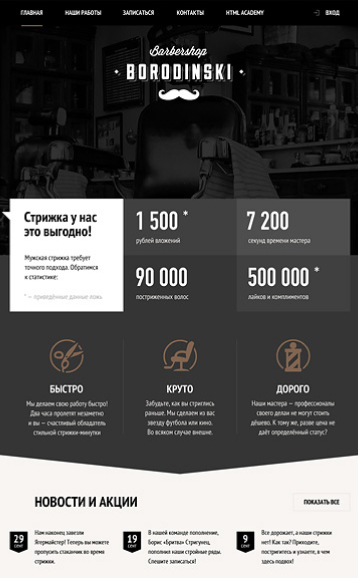 ГЛАВНАЯ НАШИ РАБОТЫ ЗАПИСАТЬСЯ КОНТАКТЫ HTML ACADEMY ВХОД
Barbershop
BORODINSKI
Стрижка у нас
это выгодно!
Мужская стрижка требует
точного подхода. Обратимся
к статистике:
* — приведённые данные ложь
1 500 *
рублей вложений
7 200
секунд времени мастера
90 000
постриженных волос
500 000 *
лайков и комплиментов
БЫСТРО
Мы делаем свою работу быстро!
Два часа пролетят незаметно
и вы — счастливый обладатель
стильной стрижки-минутки
КРУТО
Забудьте, как вы стриглись
раньше. Мы сделаем из вас
звезду футбола или кино.
Во всяком случае внешне.
ДОРОГО
Наши мастера — профессионалы
своего дела и не могут стоить
дёшево. К тому же, разве цена не
даёт определённый статус?
НОВОСТИ И АКЦИИ
ПОКАЗАТЬ ВСЕ
29
сент
Нам наконец завезли
Ягермайстер! Теперь вы можете
пропустить стаканчик во время
стрижки.
19
сент
В нашей команде пополнение,
Борис «Бритва» Стригунец,
пополнил наши стройные ряды.
Спешите записаться!
9
сент
Все дорожает, а наши стрижки
нет! Как так? Приходите,
постригитесь и узнаете, в чем
здесь подвох!